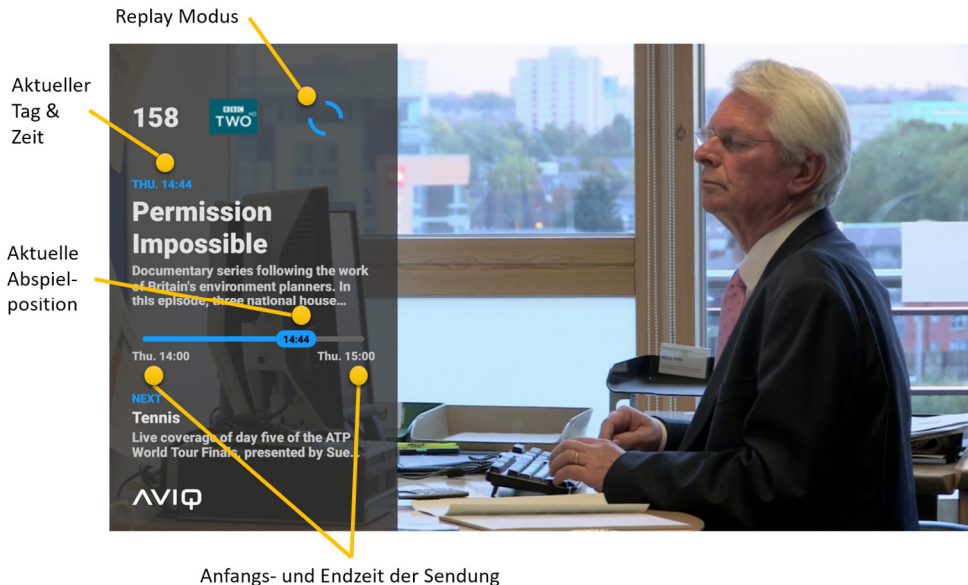 Replay Modus
Aktueller
Tag &
Zeit
158
BBC
TWO
HD
THU. 14:44
Permission
Impossible
Aktuelle
Abspiel-
position
Documentary series following the work
of Britain's environment planners. In
this episode, three national house...
14:44
Thu. 14:00
Thu. 15:00
NEXT
Tennis
Live coverage of day five of the ATP
World Tour Finals, presented by Sue...
AVIQ
Anfangs- und Endzeit der Sendung